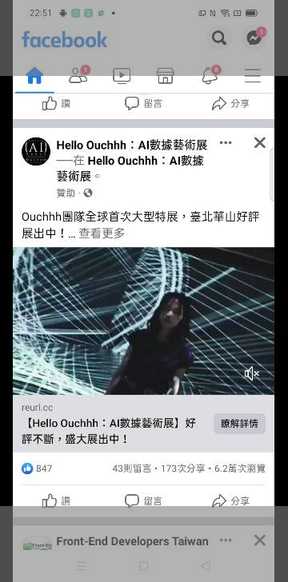 22:51
facebook
讚 留言 分享
Hello Ouchhh：AI數據藝術展
──在 Hello Ouchhh：AI數據
藝術展。
贊助・
Ouchhh團隊全球首次大型特展，臺北華山好評
展出中！... 查看更多
reurl.cc
【Hello Ouchhh：AI數據藝術展】好
評不斷，盛大展出中！
瞭解詳情
847 43則留言・173次分享・6.2萬次瀏覽
讚 留言 分享
Front-End Developers Taiwan